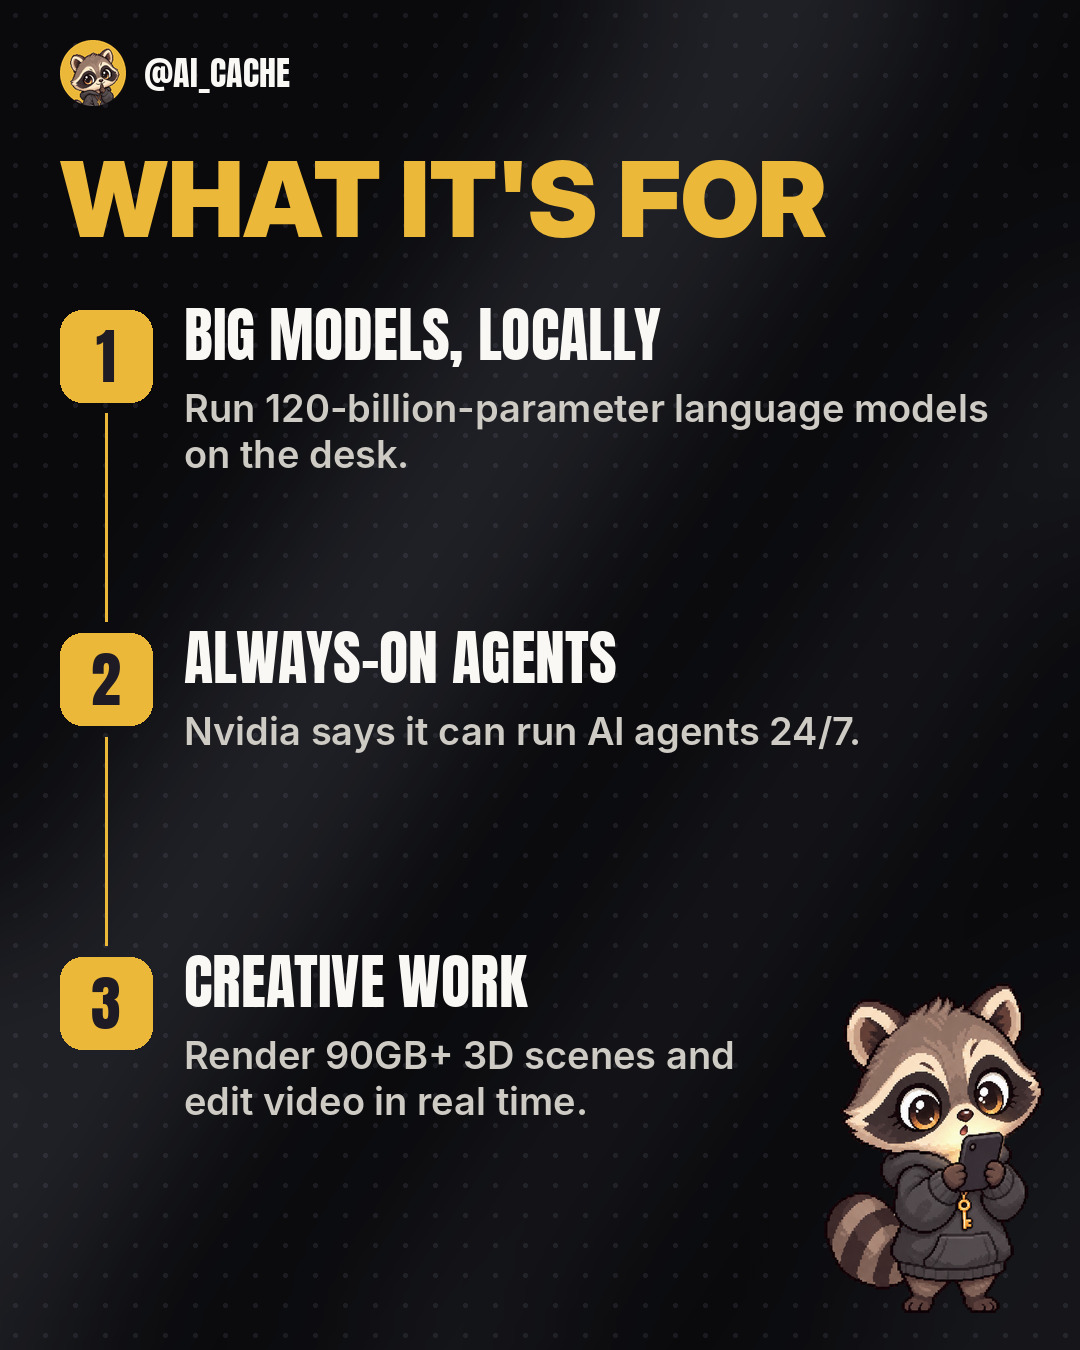 @AI_CACHE
WHAT IT'S FOR
1
BIG MODELS, LOCALLY
Run 120-billion-parameter language models
on the desk.
2
ALWAYS-ON AGENTS
Nvidia says it can run AI agents 24/7.
3
CREATIVE WORK
Render 90GB+ 3D scenes and
edit video in real time.